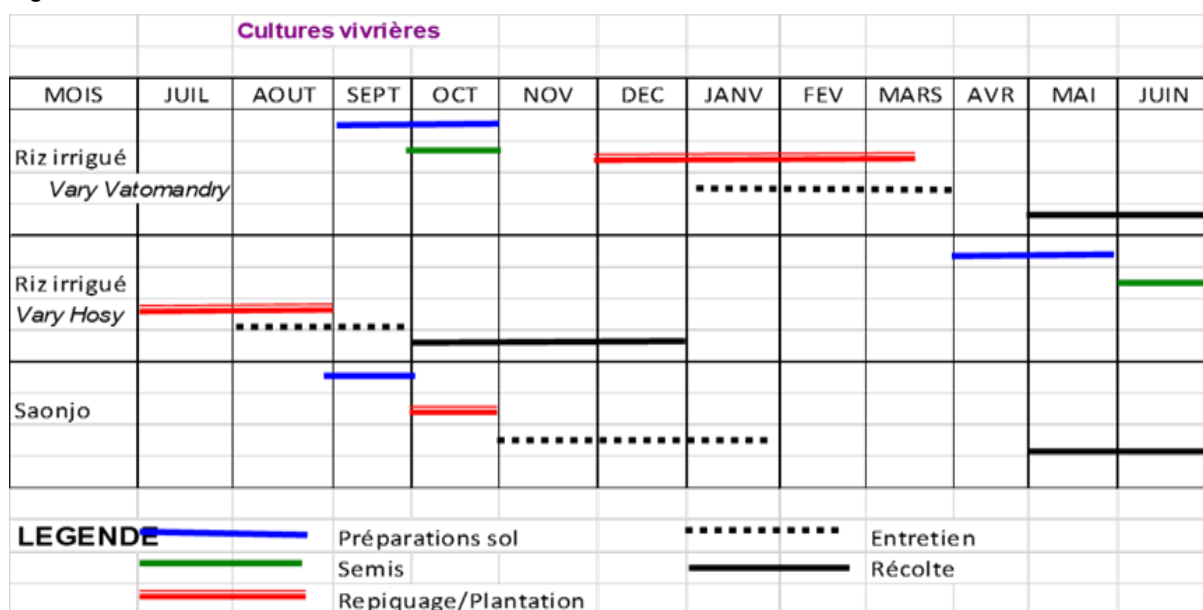 Cultures vivrières
MOIS JUIL AOUT SEPT OCT NOV DEC JANV FEV MARS AVR MAI JUIN
Riz irrigué
Vary Vatomandry
Riz irrigué
Vary Hosy
Saonjo
LEGENDE Préparations sol Entretien
Semis Récolte
Repiquage/Plantation